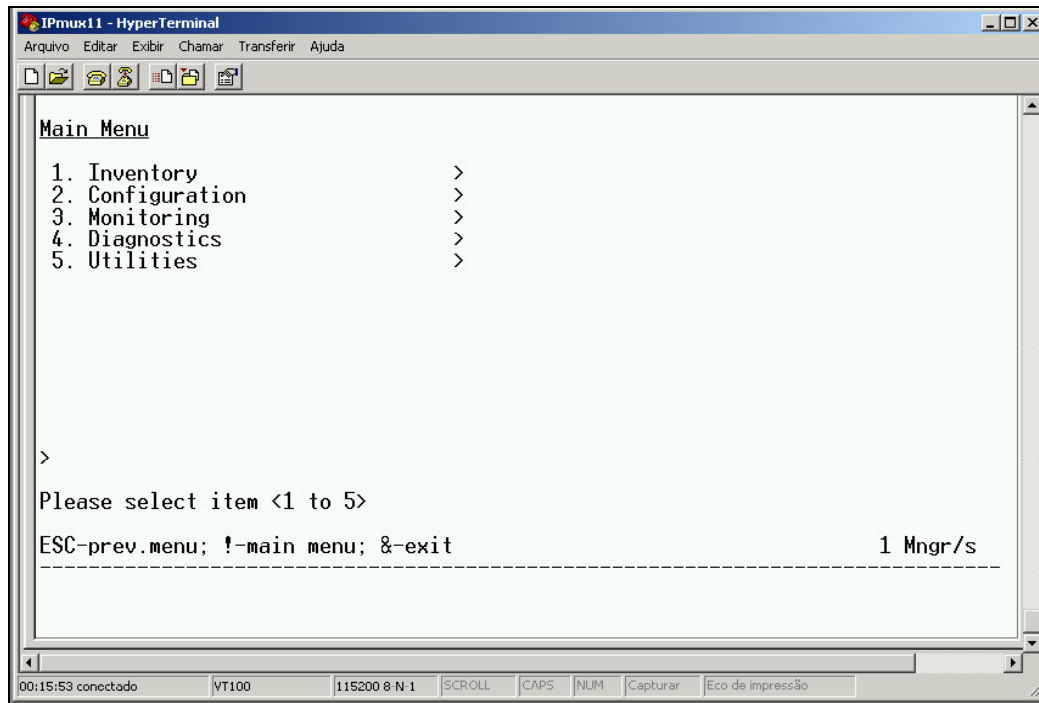 IPmux11 - HyperTerminal
Arquivo Editar Exibir Chamar Transferir Ajuda
Main Menu
1. Inventory >
2. Configuration >
3. Monitoring >
4. Diagnostics >
5. Utilities >
>
Please select item <1 to 5>
ESC-prev.menu; !-main menu; &-exit 1 Mngr/s
--------------------------------------------------------------------------------
00:15:53 conectado VT100 115200 8-N-1 SCROLL CAPS NUM Capturar Eco de impressão